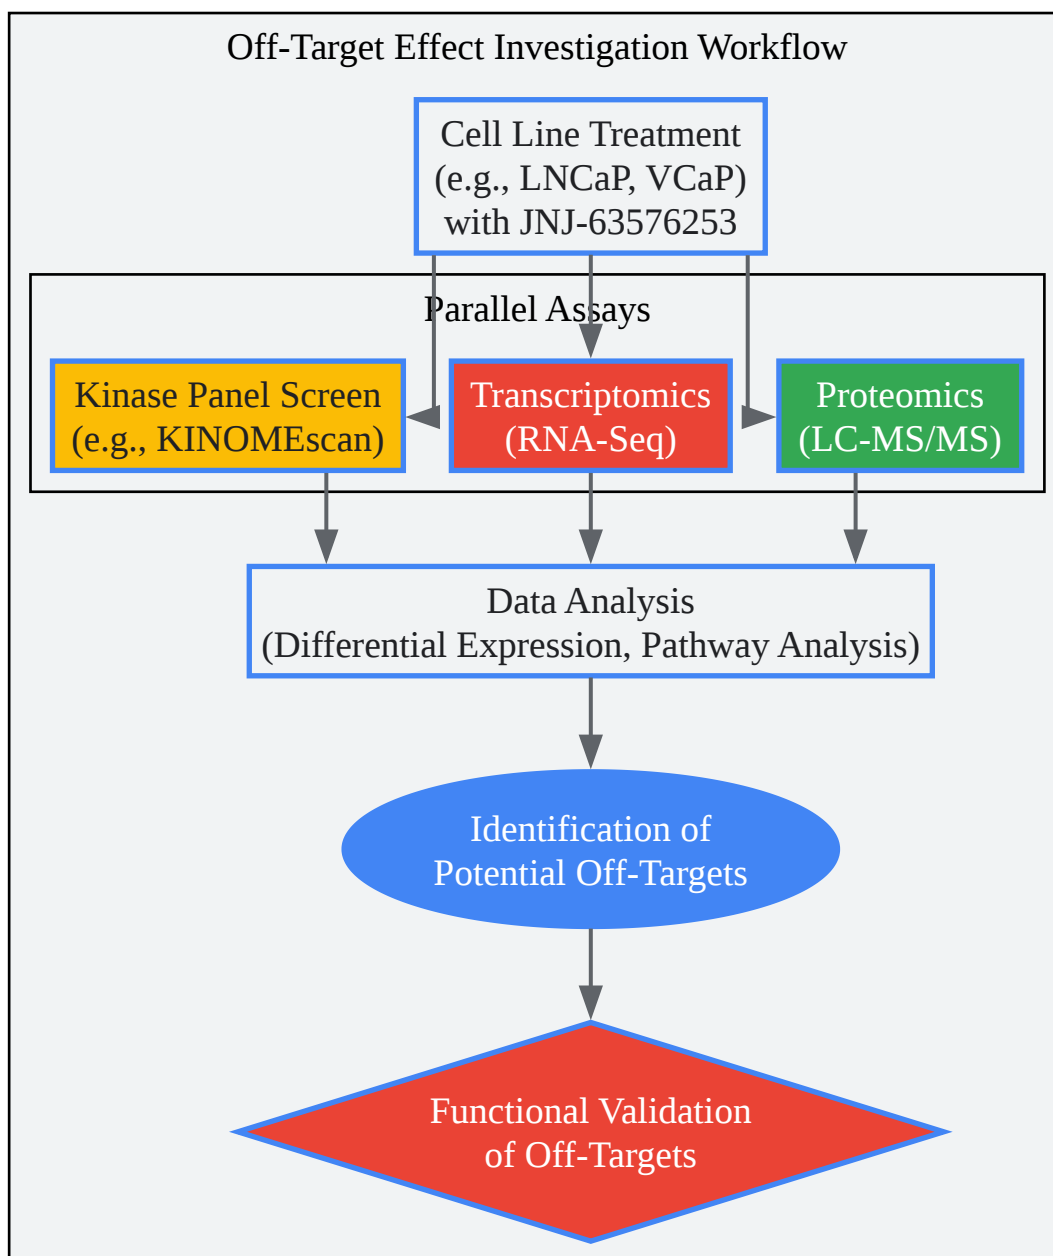 Off-Target Effect Investigation Workflow
Cell Line Treatment
(e.g., LNCaP, VCaP)
with JNJ-63576253
Parallel Assays
Kinase Panel Screen
(e.g., KINOMEscan)
Transcriptomics
(RNA-Seq)
Proteomics
(LC-MS/MS)
Data Analysis
(Differential Expression, Pathway Analysis)
Identification of
Potential Off-Targets
Functional Validation
of Off-Targets